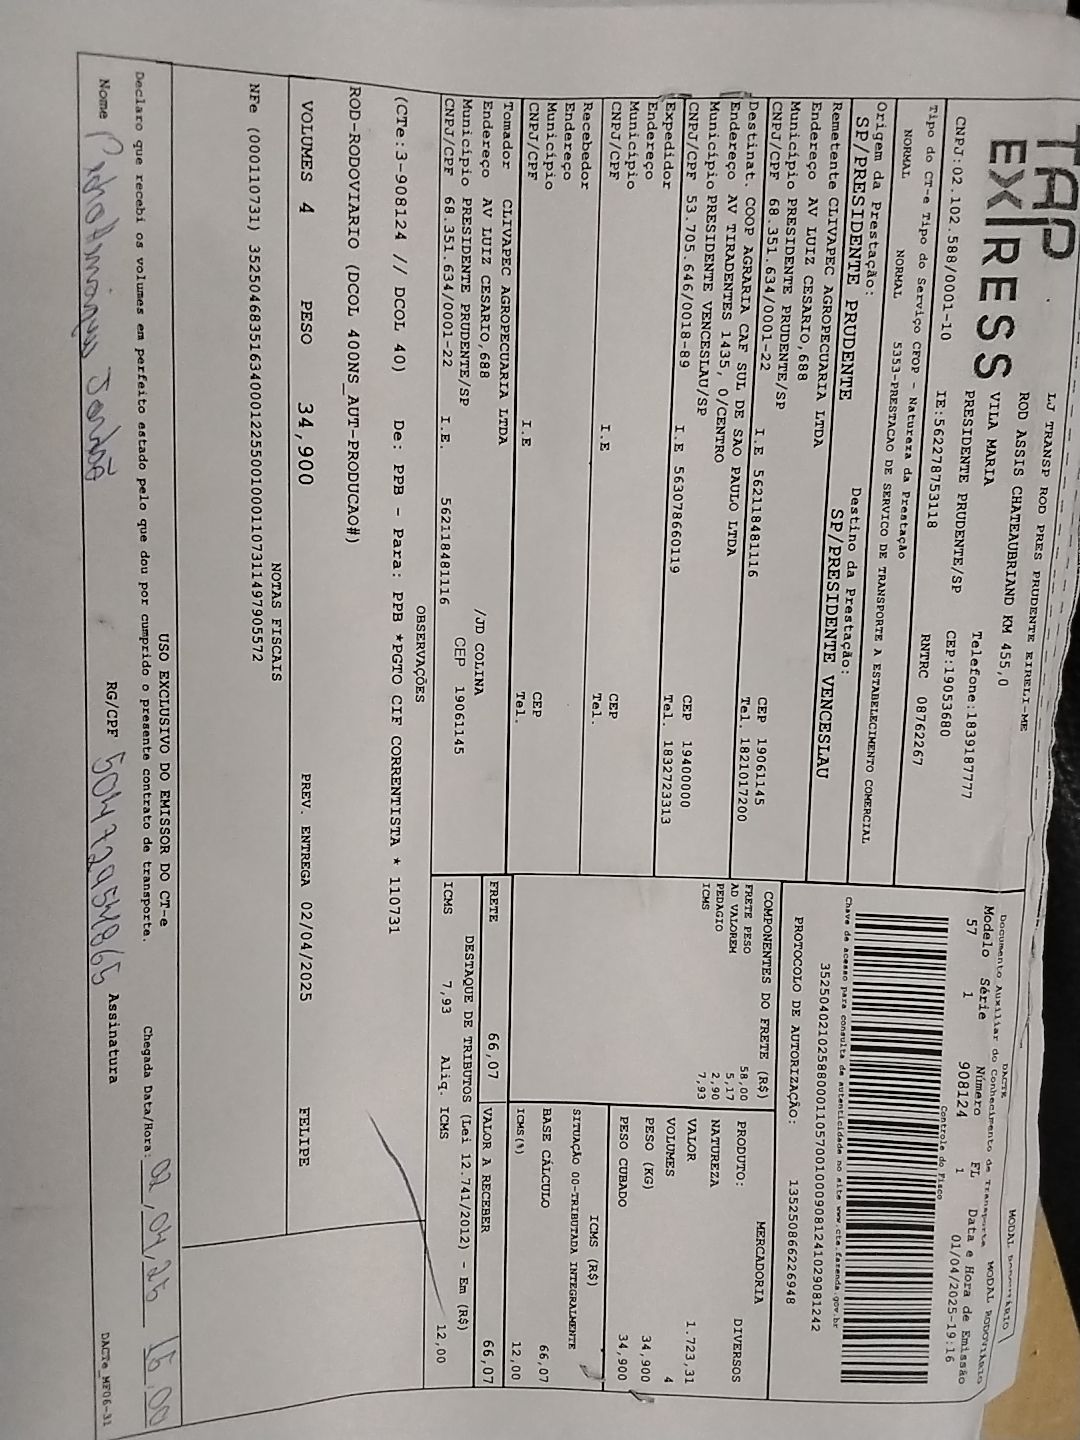 TAP
EXPRESS
LJ TRANSP ROD PRES PRUDENTE EIRELI-ME
ROD ASSIS CHATEAUBRIAND KM 455,0
VILA MARIA Telefone:1839187777
PRESIDENTE PRUDENTE/SP CEP:19053680
CNPJ:02.102.588/0001-10 IE:562278753118 RNTRC 08762267
Tipo do CT-e Tipo do Serviço CFOP - Natureza da Prestação
NORMAL NORMAL 5353-PRESTACAO DE SERVICO DE TRANSPORTE A ESTABELECIMENTO COMERCIAL
Origem da Prestação: Destino da Prestação:
SP/PRESIDENTE PRUDENTE SP/PRESIDENTE VENCESLAU
Remetente CLIVAPEC AGROPECUARIA LTDA
Endereço AV LUIZ CESARIO,688
Município PRESIDENTE PRUDENTE/SP CEP 19061145
CNPJ/CPF 68.351.634/0001-22 I.E 562118481116 Tel. 1821017200
Destinat. COOP AGRARIA CAF SUL DE SAO PAULO LTDA
Endereço AV TIRADENTES 1435, 0/CENTRO
Município PRESIDENTE VENCESLAU/SP CEP 19400000
CNPJ/CPF 53.705.646/0018-89 I.E 563078660119 Tel. 1832723313
Expedidor
Endereço
Município CEP
CNPJ/CPF I.E Tel.
Recebedor
Endereço
Município CEP
CNPJ/CPF I.E Tel.
Tomador CLIVAPEC AGROPECUARIA LTDA
Endereço AV LUIZ CESARIO,688 /JD COLINA
Município PRESIDENTE PRUDENTE/SP CEP 19061145
CNPJ/CPF 68.351.634/0001-22 I.E. 562118481116
DACTE MODAL RODOVIÁRIO
Documento Auxiliar do Conhecimento de Transporte MODAL RODOVIÁRIO
Modelo Série Número FL Data e Hora de Emissão
57 1 908124 1 01/04/2025-19:16
Controle do Fisco
Chave de acesso para consulta de autenticidade no site www.cte.fazenda.gov.br
35250402102588000110570010009081241029081242
PROTOCOLO DE AUTORIZAÇÃO: 135250866226948
COMPONENTES DO FRETE (R$)
FRETE PESO 58,00
AD VALOREM 5,17
PEDAGIO 2,90
ICMS 7,93
MERCADORIA
PRODUTO: DIVERSOS
NATUREZA
VALOR 1.723,31
VOLUMES 4
PESO (KG) 34,900
PESO CUBADO 34,900
ICMS (R$)
SITUAÇÃO 00-TRIBUTADA INTEGRALMENTE
BASE CÁLCULO 66,07
ICMS(%) 12,00
FRETE 66,07 VALOR A RECEBER 66,07
DESTAQUE DE TRIBUTOS (Lei 12.741/2012) - Em (R$)
ICMS 7,93 Aliq. ICMS 12,00
OBSERVAÇÕES
(CTe:3-908124 // DCOL 40) De: PPB - Para: PPB *PGTO CIF CORRENTISTA * 110731
ROD-RODOVIARIO (DCOL 400NS_AUT-PRODUCAO#)
VOLUMES 4 PESO 34,900 PREV. ENTREGA 02/04/2025 FELIPE
NOTAS FISCAIS
NFe (000110731) 35250468351634000122550010001107311497905572
USO EXCLUSIVO DO EMISSOR DO CT-e
Declaro que recebi os volumes em perfeito estado pelo que dou por cumprido o presente contrato de transporte. Chegada Data/Hora: 02/04/25 15:00
Nome Jordão RG/CPF 50472954865 Assinatura
DACTe_MF06-31